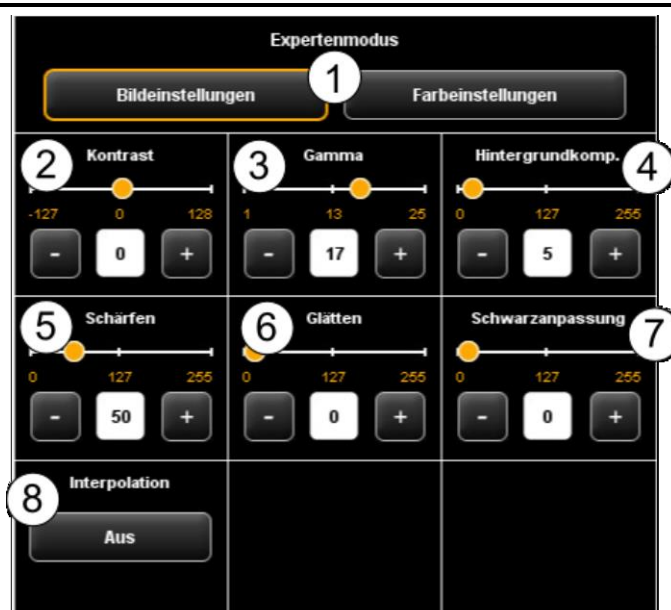 Expertenmodus
1
Bildeinstellungen Farbeinstellungen
2 Kontrast 3 Gamma Hintergrundkomp. 4
-127 0 128 1 13 25 0 127 255
- 0 + - 17 + - 5 +
5 Schärfen 6 Glätten Schwarzanpassung 7
0 127 255 0 127 255 0 127 255
- 50 + - 0 + - 0 +
8 Interpolation
Aus